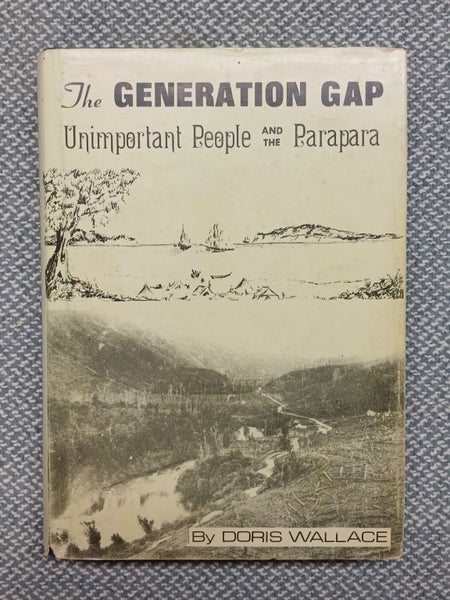 The GENERATION GAP
Unimportant People AND THE Parapara
By DORIS WALLACE